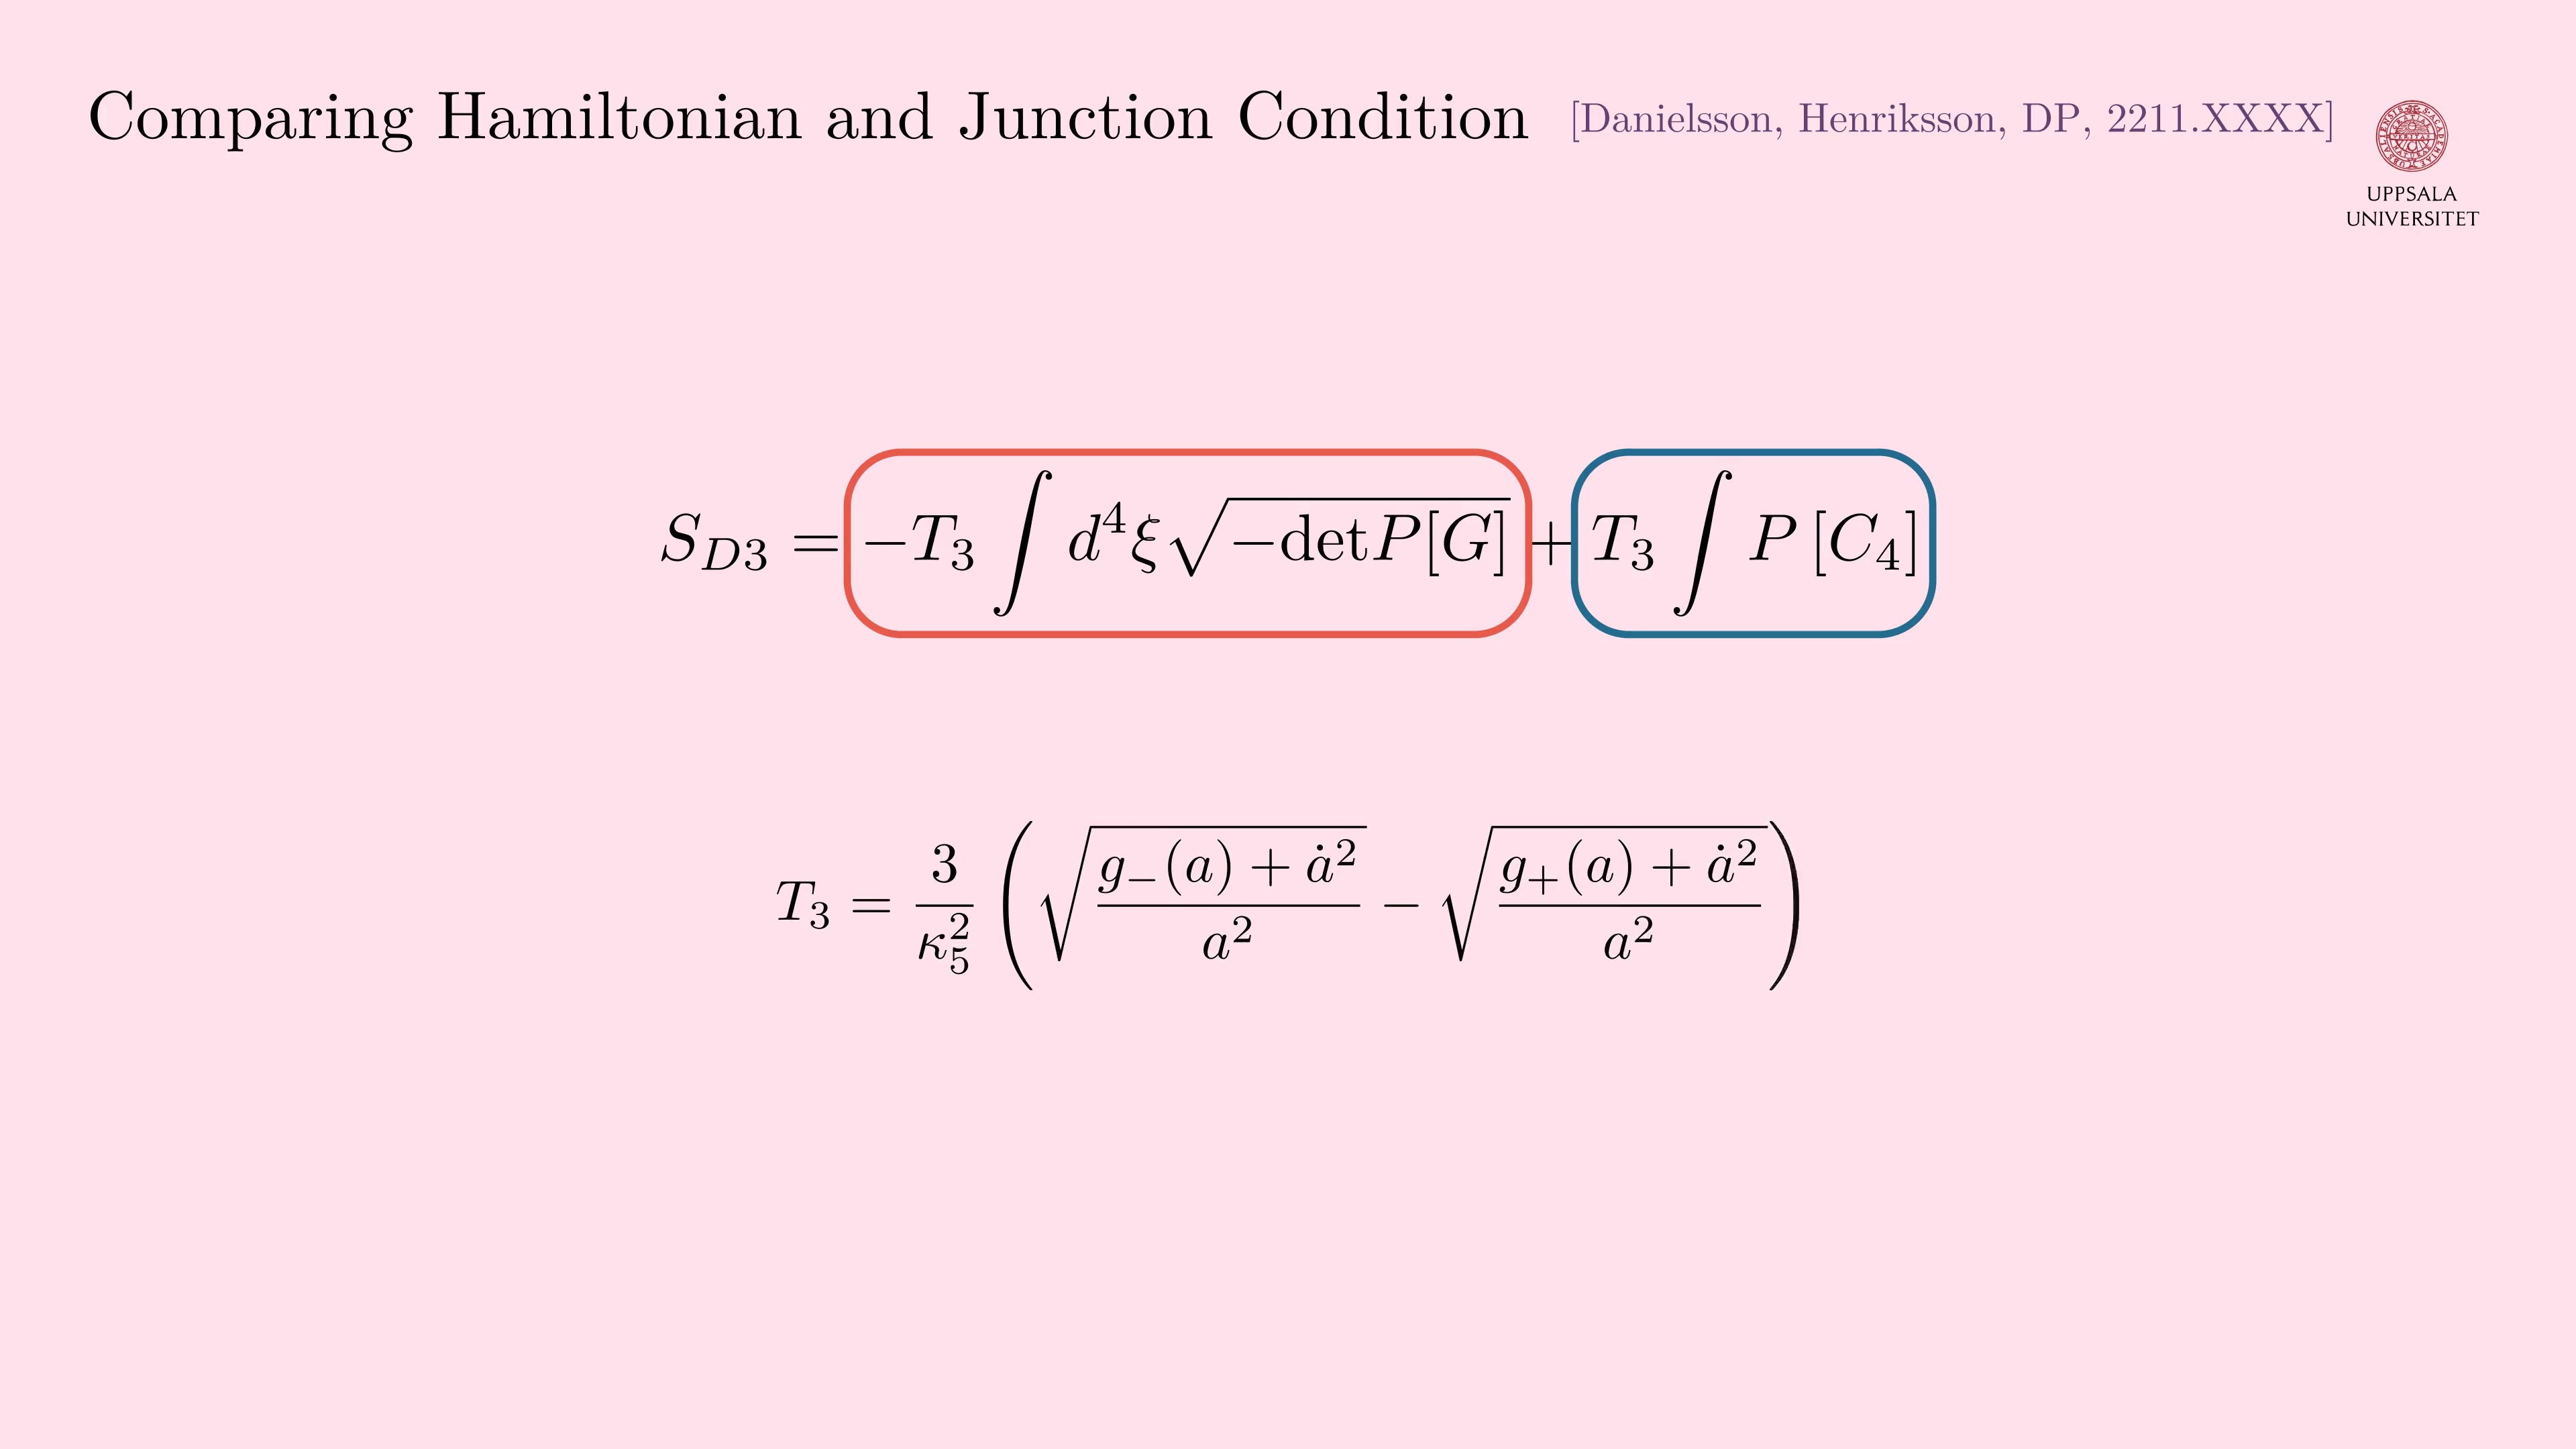 Comparing Hamiltonian and Junction Condition [Danielsson, Henriksson, DP, 2211.XXXX]
UPPSALA
UNIVERSITET
$S_{D3} = -T_3 \int d^4\xi \sqrt{-\det P[G]} + T_3 \int P\,[C_4]$
$T_3 = \frac{3}{\kappa_5^2} \left( \sqrt{\frac{g_-(a) + \dot{a}^2}{a^2}} - \sqrt{\frac{g_+(a) + \dot{a}^2}{a^2}} \right)$